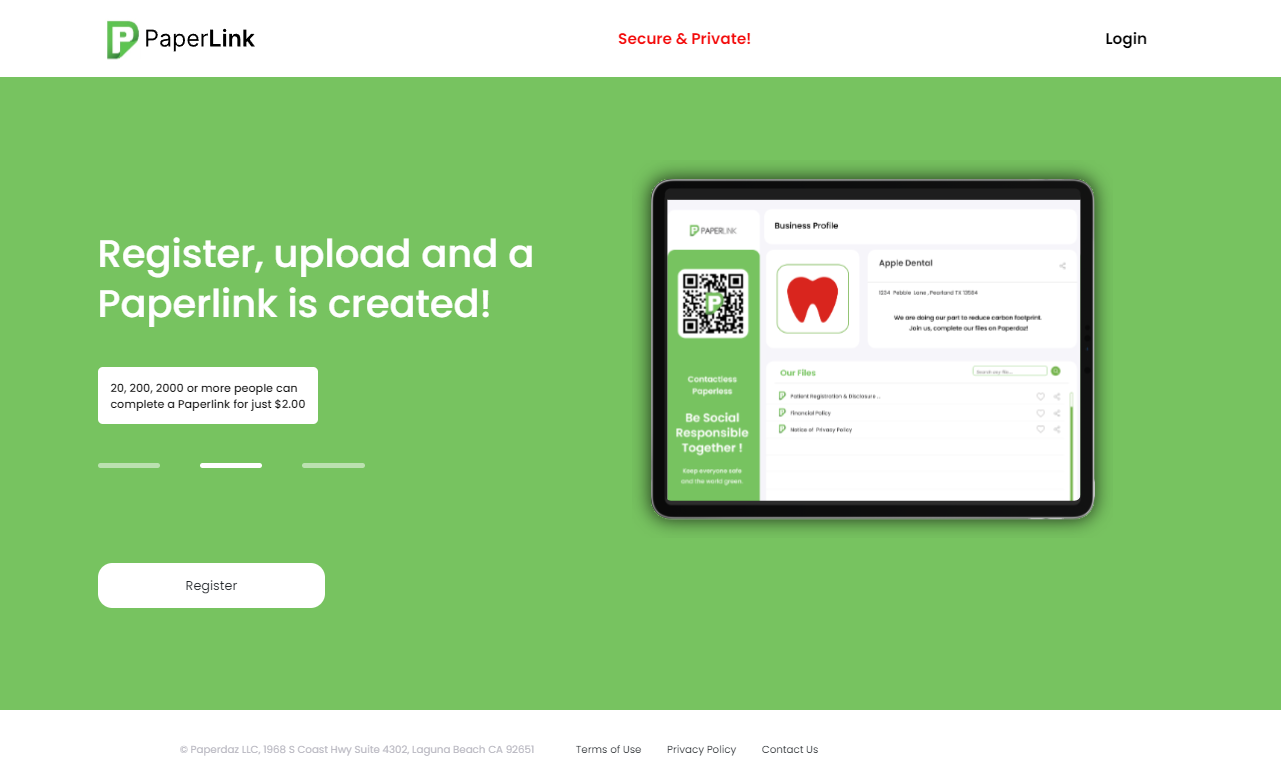 PaperLink
Secure & Private!
Login
Register, upload and a
Paperlink is created!
20, 200, 2000 or more people can
complete a Paperlink for just $2.00
Register
PAPERLINK
Contactless
Paperless
Be Social
Responsible
Together !
Keep everyone safe
and the world green.
Business Profile
Apple Dental
1234 Pebble Lane , Pearland TX 13584
We are doing our part to reduce carbon footprint.
Join us, complete our files on Paperdaz!
Our Files
Search any file...
Patient Registration & Disclosure ...
Financial Policy
Notice of Privacy Policy
© Paperdaz LLC, 1968 S Coast Hwy Suite 4302, Laguna Beach CA 92651
Terms of Use
Privacy Policy
Contact Us